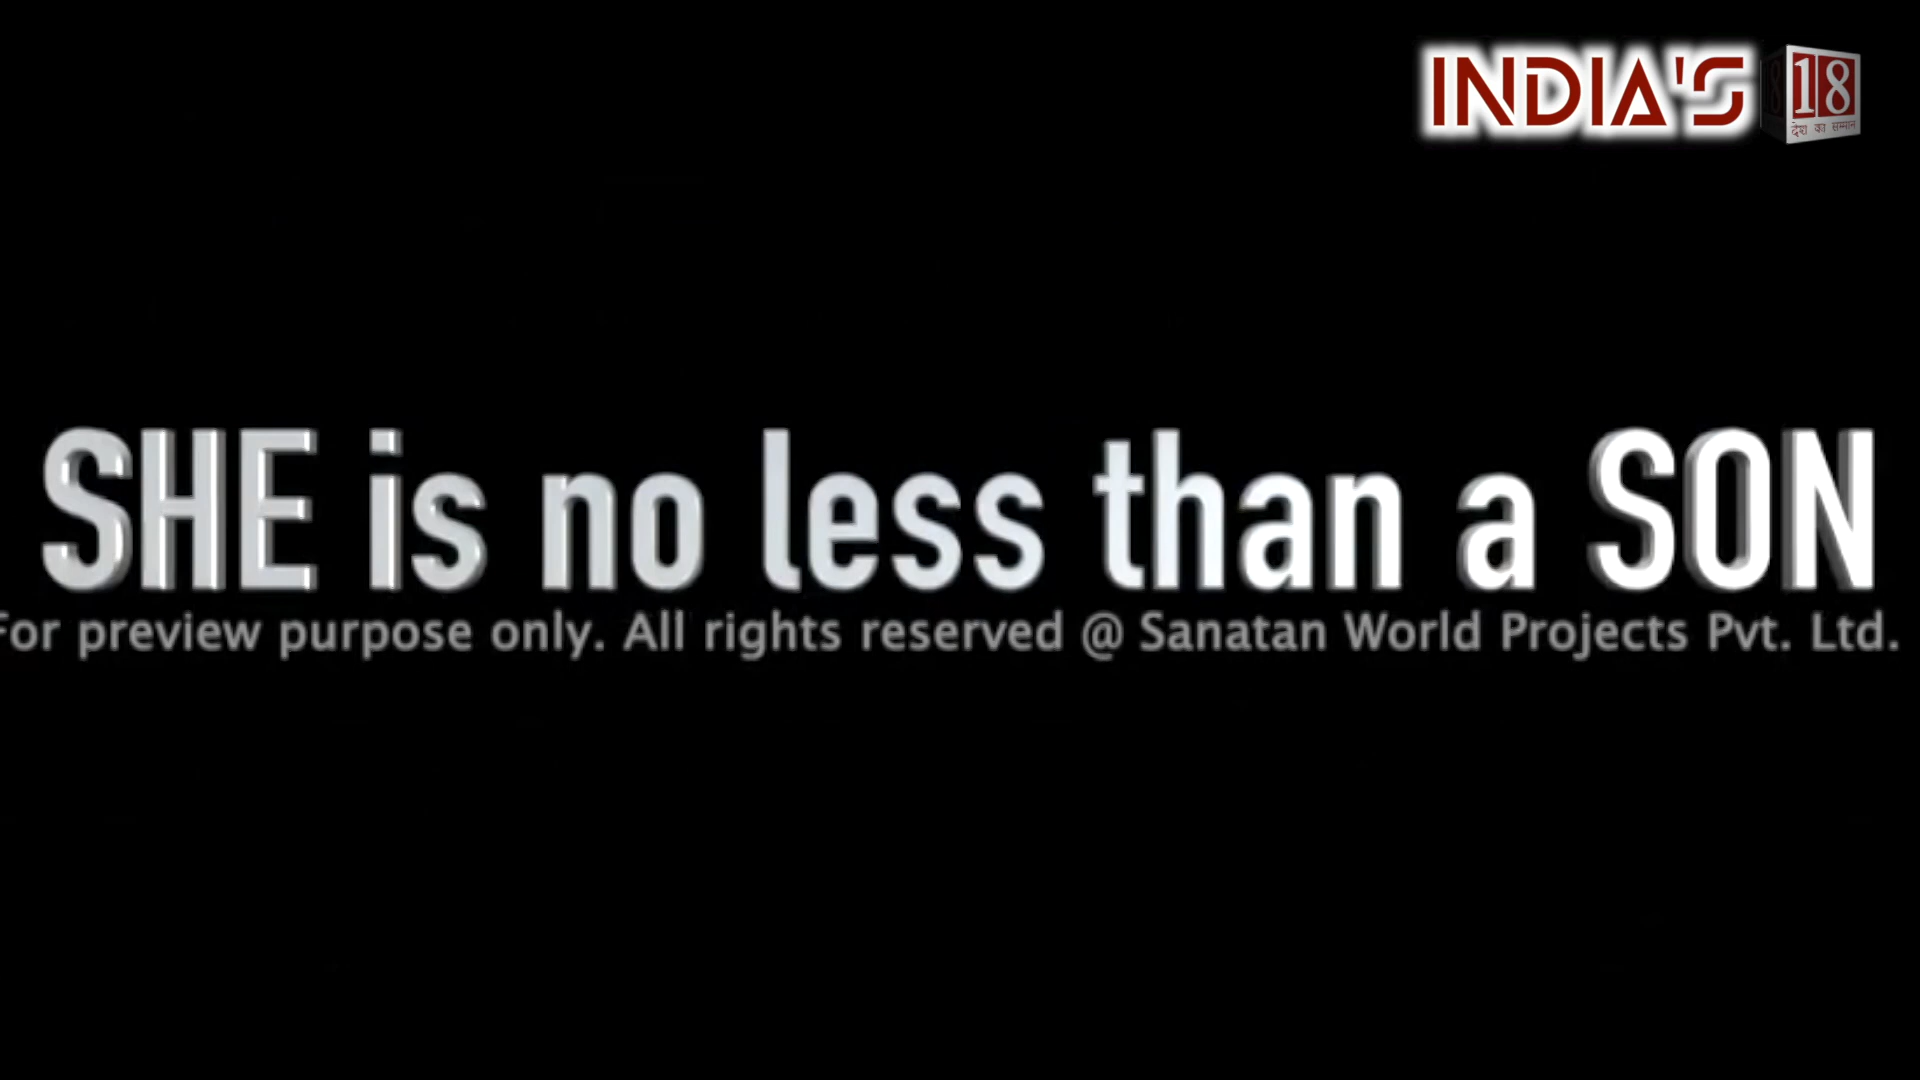 INDIA'S 18
देश का सम्मान
SHE is no less than a SON
For preview purpose only. All rights reserved @ Sanatan World Projects Pvt. Ltd.